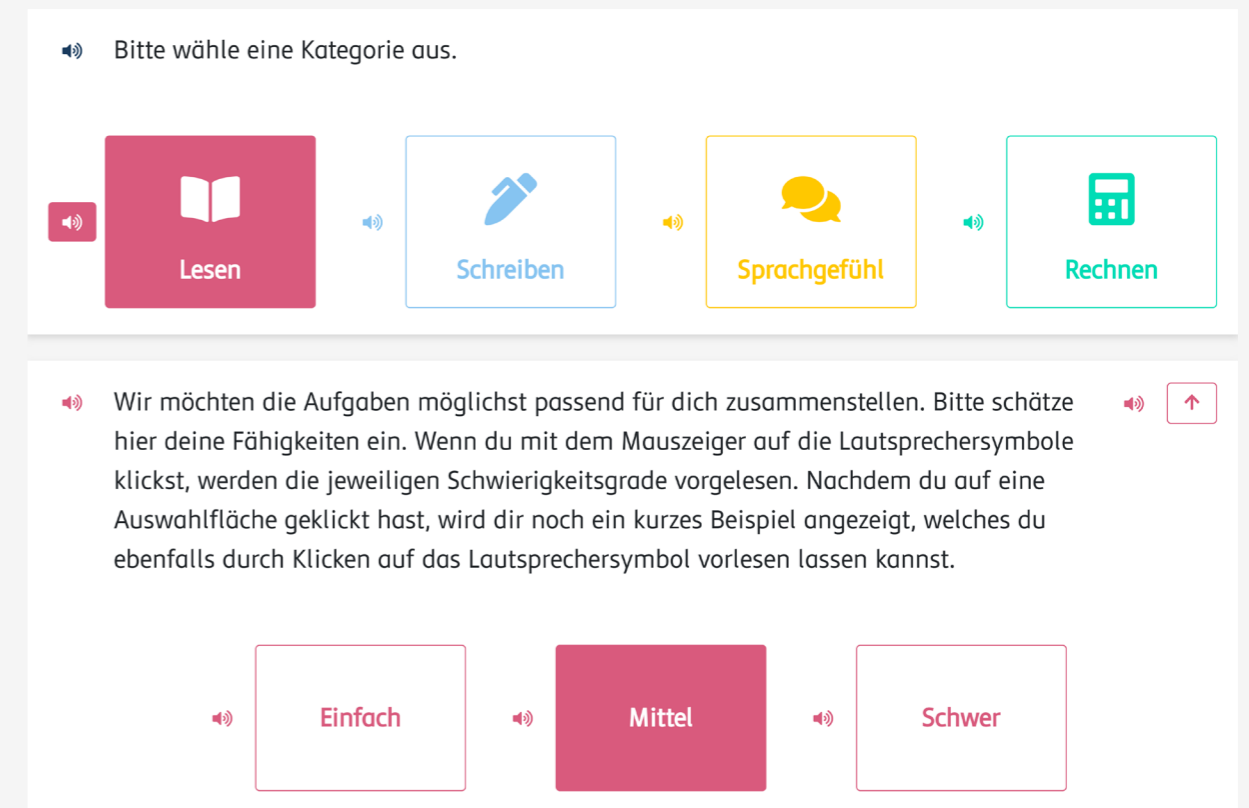 Bitte wähle eine Kategorie aus.
Lesen
Schreiben
Sprachgefühl
Rechnen
Wir möchten die Aufgaben möglichst passend für dich zusammenstellen. Bitte schätze
hier deine Fähigkeiten ein. Wenn du mit dem Mauszeiger auf die Lautsprechersymbole
klickst, werden die jeweiligen Schwierigkeitsgrade vorgelesen. Nachdem du auf eine
Auswahlfläche geklickt hast, wird dir noch ein kurzes Beispiel angezeigt, welches du
ebenfalls durch Klicken auf das Lautsprechersymbol vorlesen lassen kannst.
Einfach
Mittel
Schwer